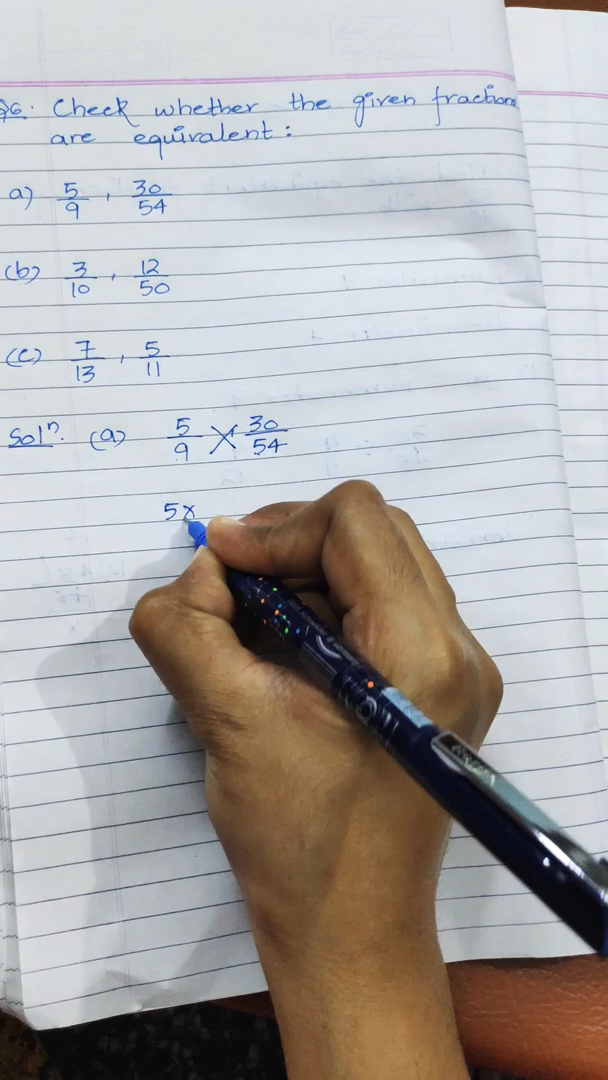 Q6. Check whether the given fractions
are equivalent :
a) 5/9 , 30/54
(b) 3/10 , 12/50
(c) 7/13 , 5/11
Solⁿ. (a) 5/9 × 30/54
5×